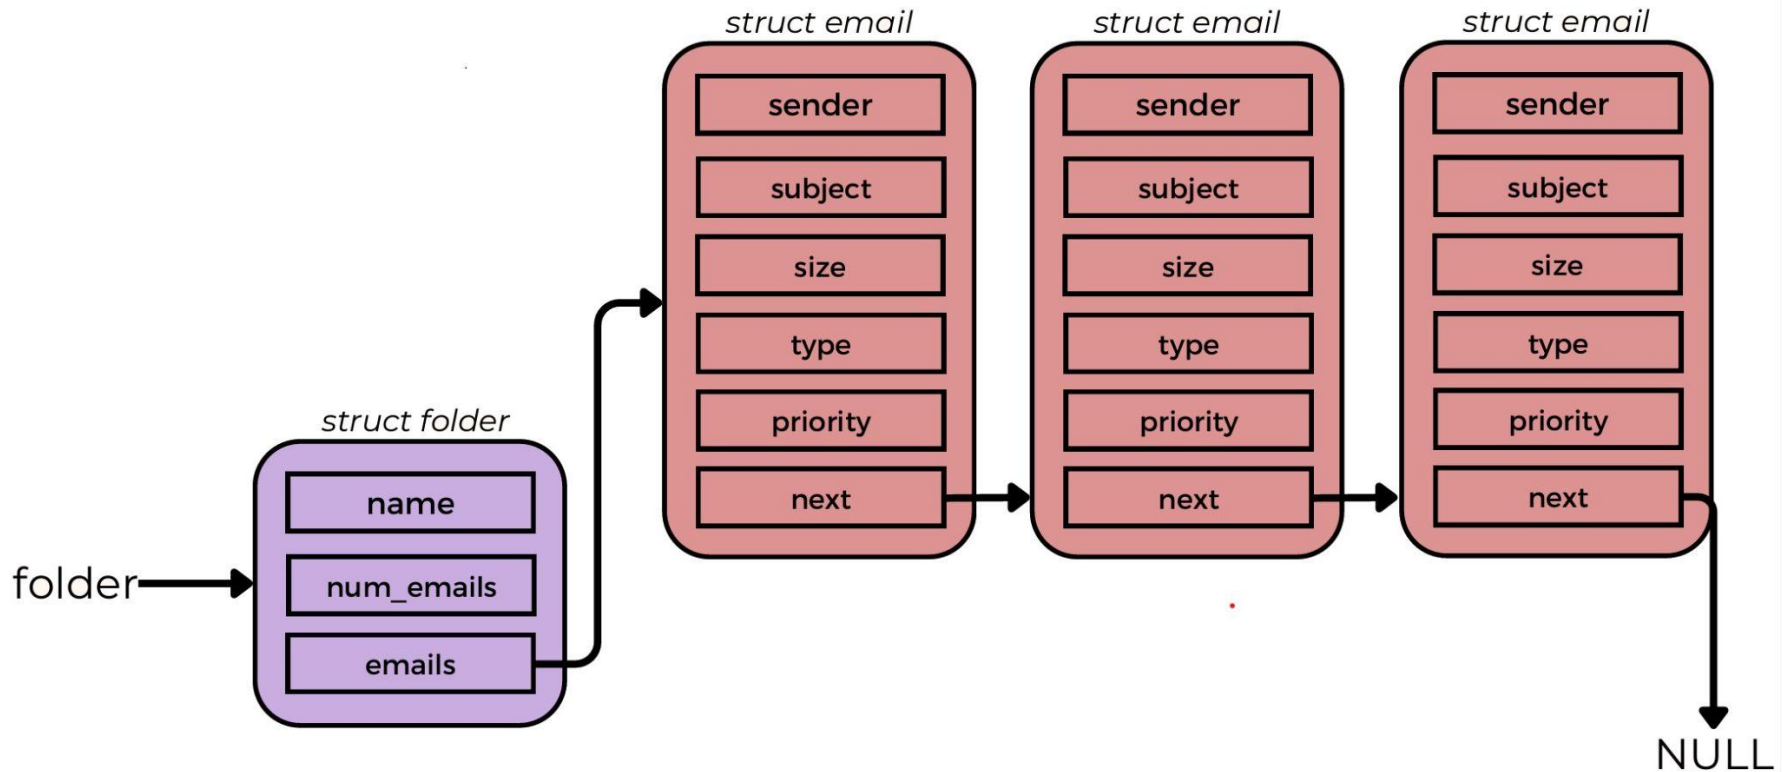 struct email
sender
subject
size
type
priority
next
struct email
sender
subject
size
type
priority
next
struct email
sender
subject
size
type
priority
next
struct folder
name
num_emails
emails
folder
NULL